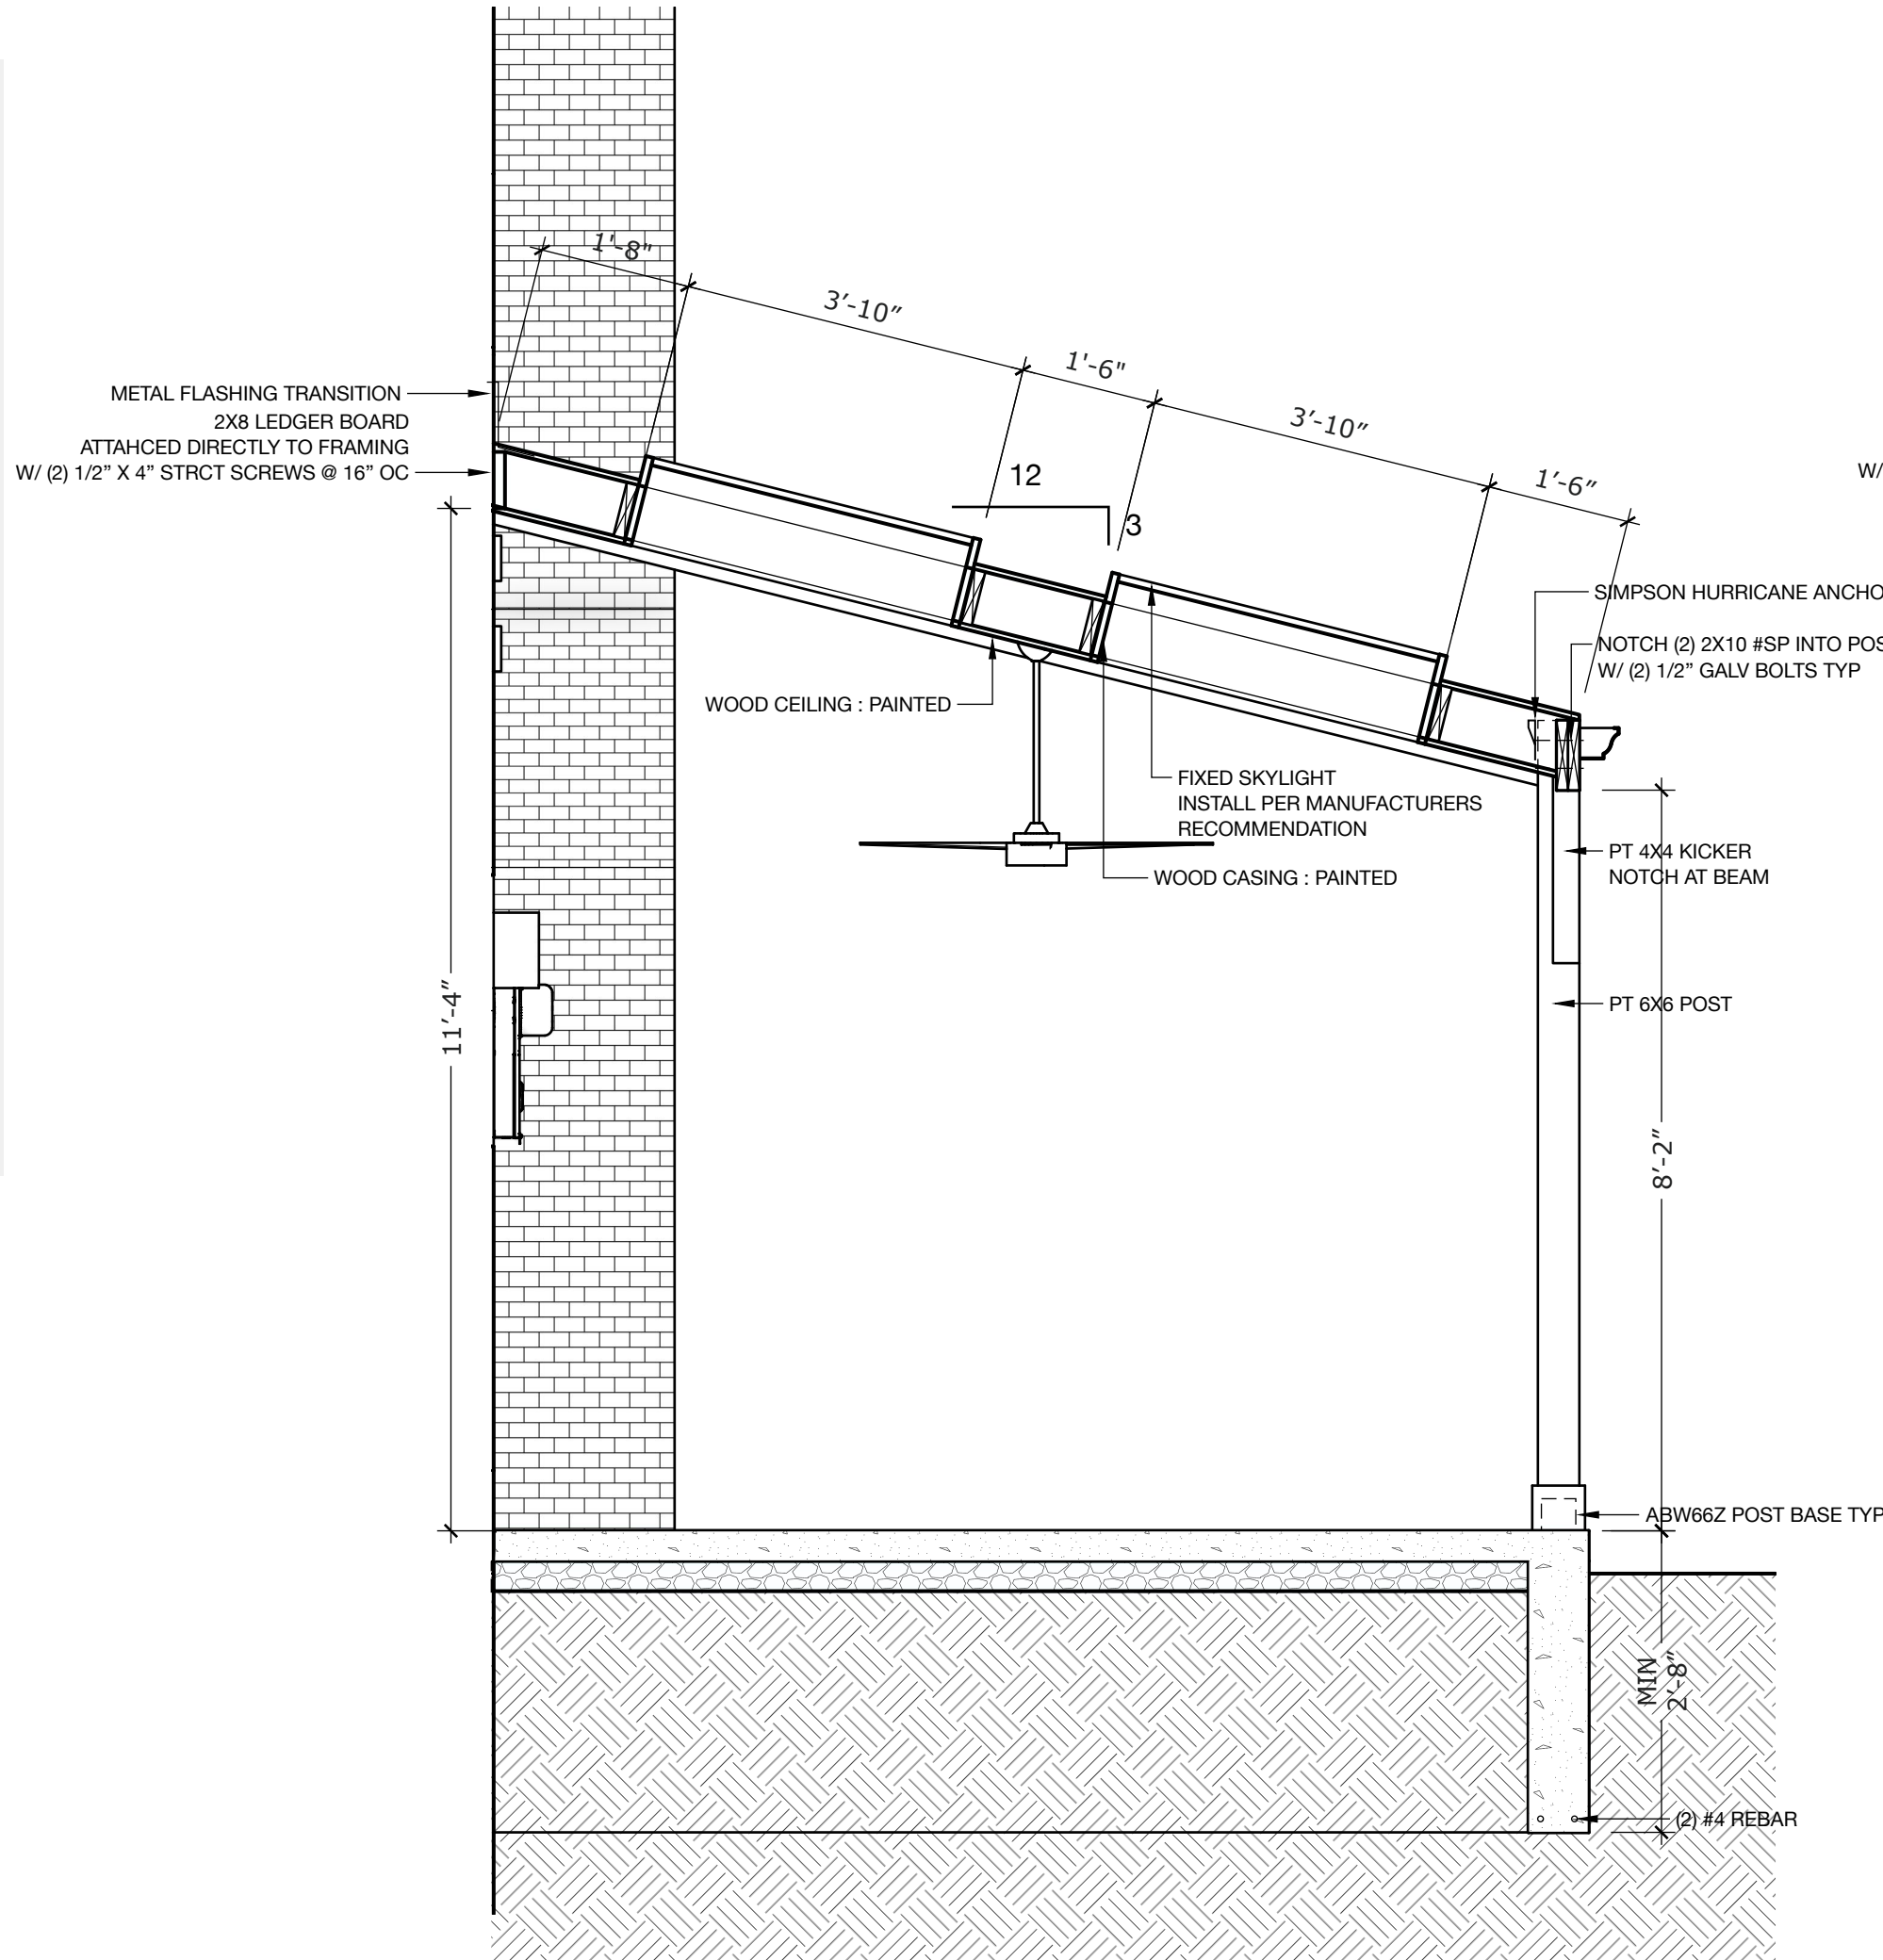 1'-8"
3'-10"
1'-6"
3'-10"
1'-6"
METAL FLASHING TRANSITION
2X8 LEDGER BOARD
ATTAHCED DIRECTLY TO FRAMING
W/ (2) 1/2” X 4” STRCT SCREWS @ 16” OC
W/
12
3
SIMPSON HURRICANE ANCHO
NOTCH (2) 2X10 #SP INTO POS
W/ (2) 1/2” GALV BOLTS TYP
WOOD CEILING : PAINTED
FIXED SKYLIGHT
INSTALL PER MANUFACTURERS
RECOMMENDATION
WOOD CASING : PAINTED
PT 4X4 KICKER
NOTCH AT BEAM
11'-4"
PT 6X6 POST
8'-2"
ABW66Z POST BASE TYP
MIN
2'-8"
(2) #4 REBAR